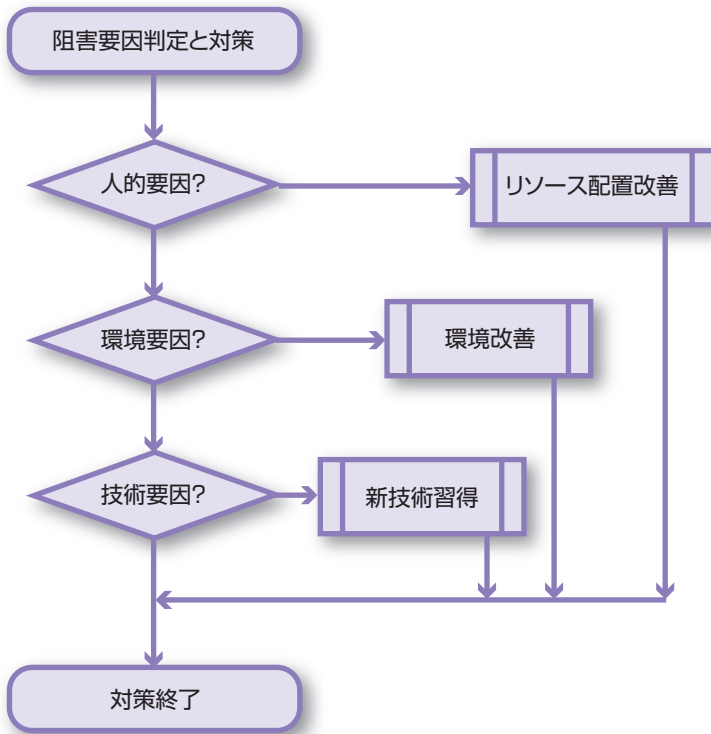 阻害要因判定と対策
人的要因?
リソース配置改善
環境要因?
環境改善
技術要因?
新技術習得
対策終了